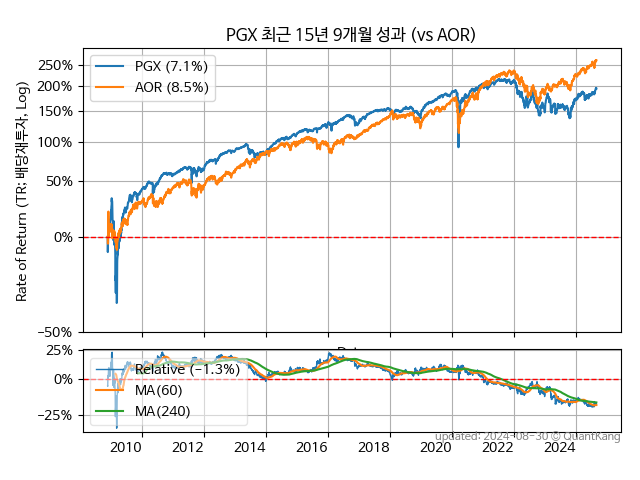 PGX 최근 15년 9개월 성과 (vs AOR)
Rate of Return (TR; 배당재투자, Log)
250%
200%
150%
100%
50%
0%
−50%
PGX (7.1%)
AOR (8.5%)
25%
0%
−25%
Relative (−1.3%)
MA(60)
MA(240)
2010 2012 2014 2016 2018 2020 2022 2024
updated: 2024-08-30 © QuantKang